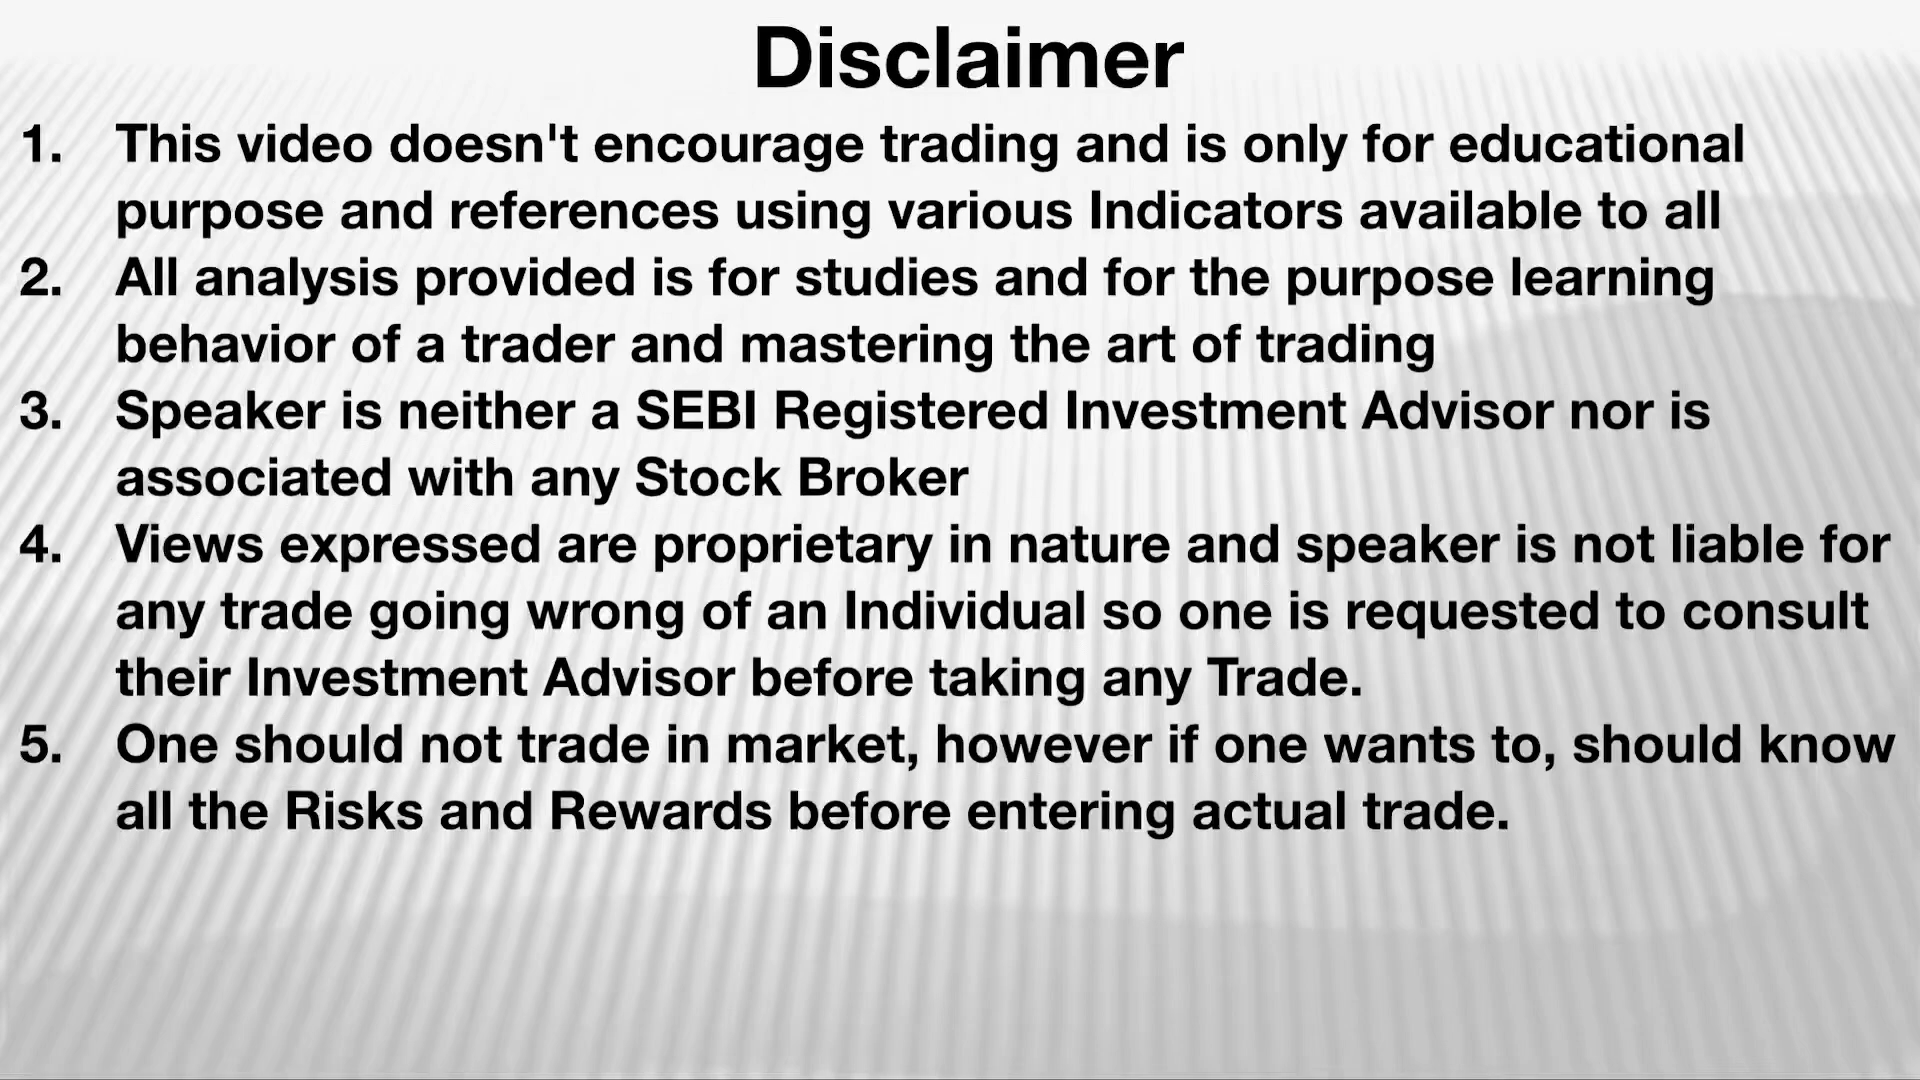 Disclaimer
1. This video doesn't encourage trading and is only for educational
purpose and references using various Indicators available to all
2. All analysis provided is for studies and for the purpose learning
behavior of a trader and mastering the art of trading
3. Speaker is neither a SEBI Registered Investment Advisor nor is
associated with any Stock Broker
4. Views expressed are proprietary in nature and speaker is not liable for
any trade going wrong of an Individual so one is requested to consult
their Investment Advisor before taking any Trade.
5. One should not trade in market, however if one wants to, should know
all the Risks and Rewards before entering actual trade.